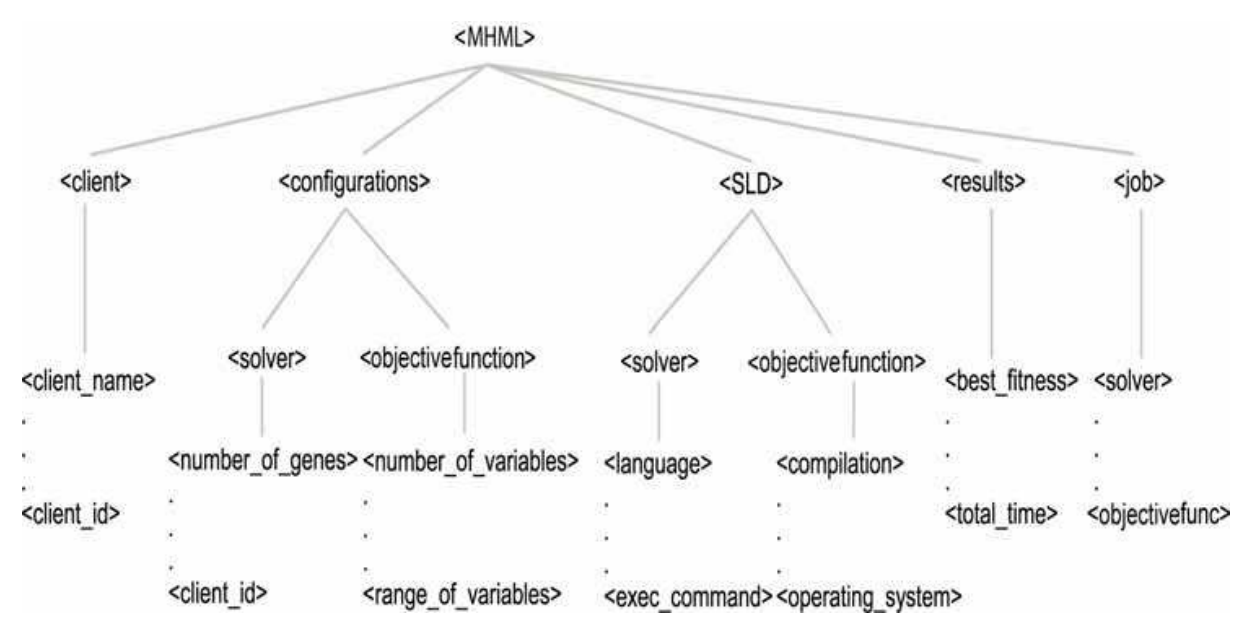 <MHML>
<client> <configurations> <SLD> <results> <job>
<solver> <objectivefunction> <solver> <objectivefunction>
<client_name> <best_fitness> <solver>
.
.
.
<number_of_genes> <number_of_variables> <language> <compilation>
.
.
.
<client_id> <total_time> <objectivefunc>
<client_id> <range_of_variables> <exec_command> <operating_system>